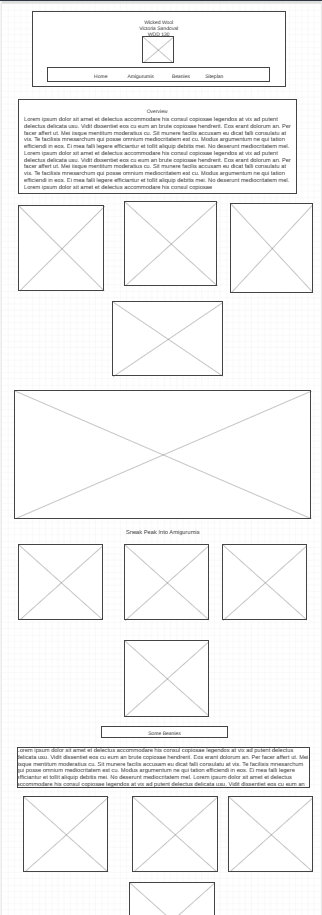 Wicked Wool
Victoria Sandoval
WDD 130
Home Amigurumis Beanies Siteplan
Overview
Lorem ipsum dolor sit amet et delectus accommodare his consul copiosae legendos at vix ad putent
delectus delicata usu. Vidit dissentiet eos cu eum an brute copiosae hendrerit. Eos erant dolorum an. Per
facer affert ut. Mei iisque mentitum moderatius cu. Sit munere facilis accusam eu dicat falli consulatu at
vis. Te facilisis mnesarchum qui posse omnium mediocritatem est cu. Modus argumentum ne qui tation
efficiendi in eos. Ei mea falli legere efficiantur et tollit aliquip debitis mei. No deserunt mediocritatem mel.
Lorem ipsum dolor sit amet et delectus accommodare his consul copiosae legendos at vix ad putent
delectus delicata usu. Vidit dissentiet eos cu eum an brute copiosae hendrerit. Eos erant dolorum an. Per
facer affert ut. Mei iisque mentitum moderatius cu. Sit munere facilis accusam eu dicat falli consulatu at
vis. Te facilisis mnesarchum qui posse omnium mediocritatem est cu. Modus argumentum ne qui tation
efficiendi in eos. Ei mea falli legere efficiantur et tollit aliquip debitis mei. No deserunt mediocritatem mel.
Lorem ipsum dolor sit amet et delectus accommodare his consul copiosae
Sneak Peak Into Amigurumis
Some Beanies
Lorem ipsum dolor sit amet et delectus accommodare his consul copiosae legendos at vix ad putent delectus
delicata usu. Vidit dissentiet eos cu eum an brute copiosae hendrerit. Eos erant dolorum an. Per facer affert ut. Mei
iisque mentitum moderatius cu. Sit munere facilis accusam eu dicat falli consulatu at vis. Te facilisis mnesarchum
qui posse omnium mediocritatem est cu. Modus argumentum ne qui tation efficiendi in eos. Ei mea falli legere
efficiantur et tollit aliquip debitis mei. No deserunt mediocritatem mel. Lorem ipsum dolor sit amet et delectus
accommodare his consul copiosae legendos at vix ad putent delectus delicata usu. Vidit dissentiet eos cu eum an